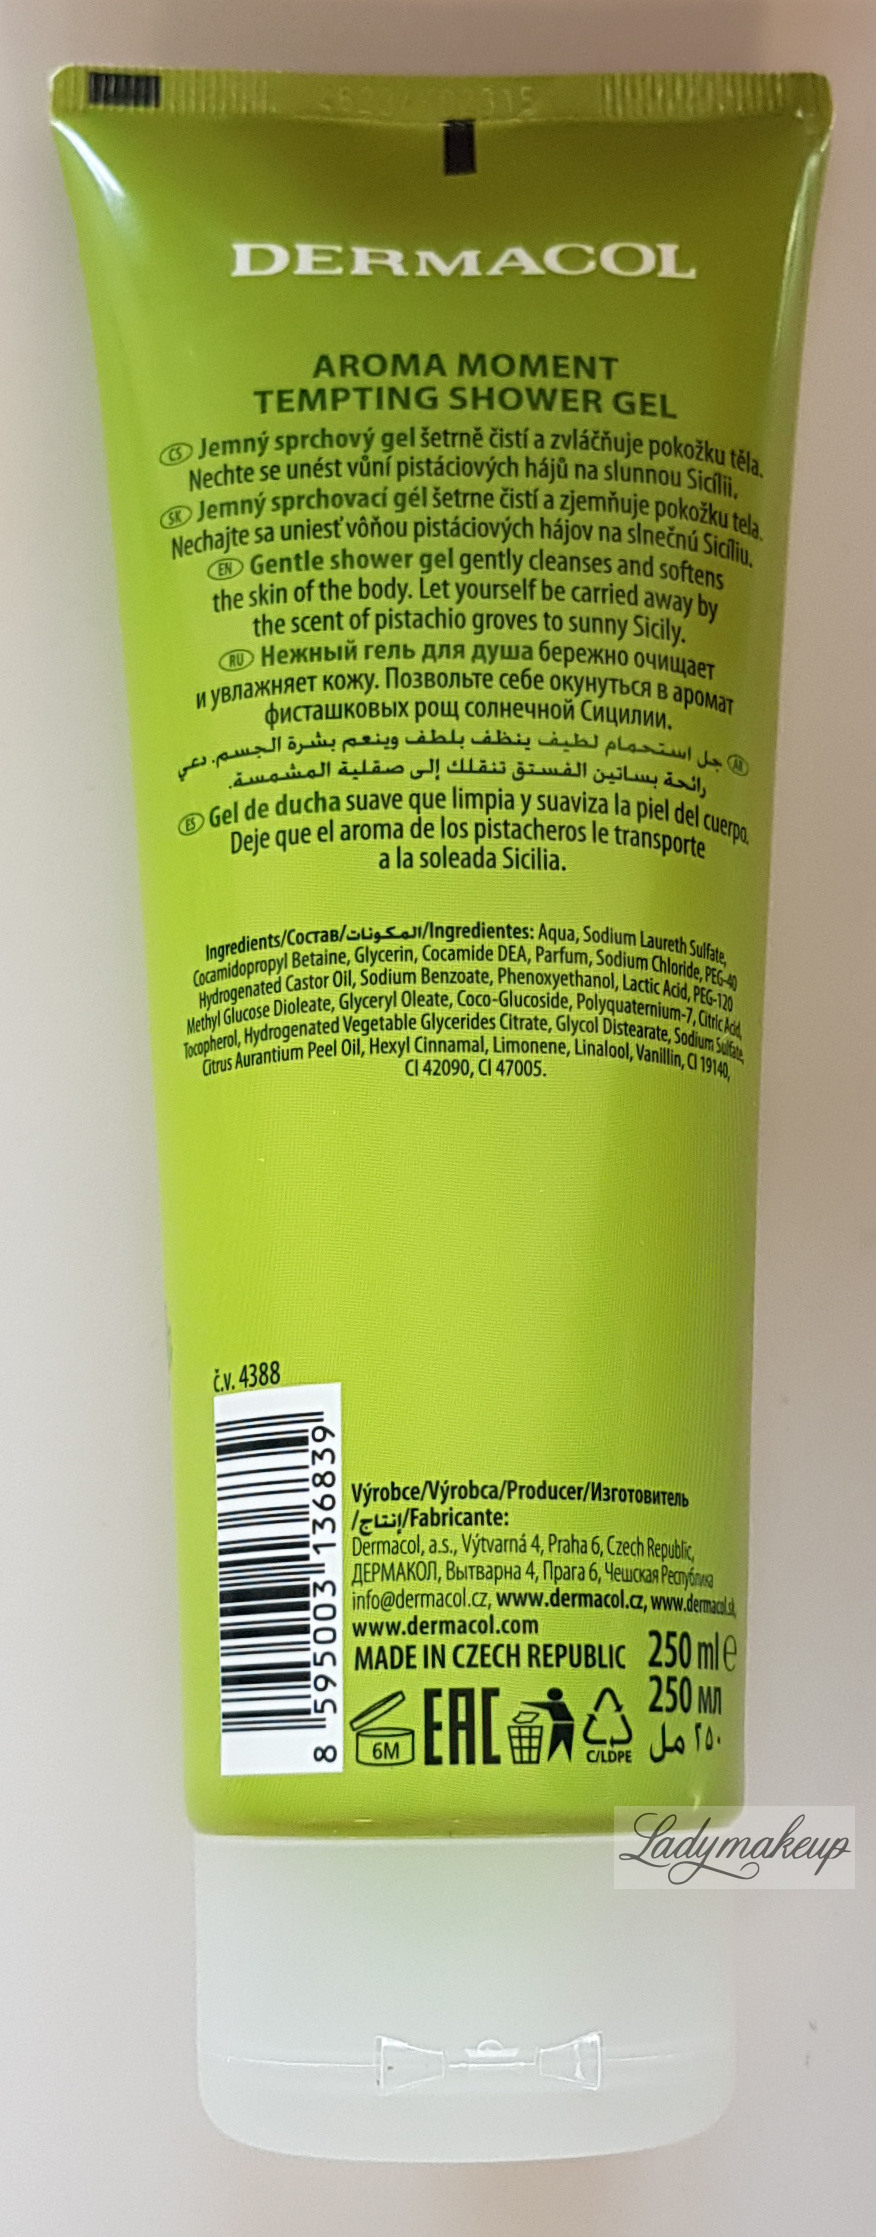 DERMACOL
AROMA MOMENT
TEMPTING SHOWER GEL
CS Jemný sprchový gel šetrně čistí a zvláčňuje pokožku těla.
Nechte se unést vůní pistáciových hájů na slunnou Sicílii.
SK Jemný sprchovací gél šetrne čistí a zjemňuje pokožku tela.
Nechajte sa uniesť vôňou pistáciových hájov na slnečnú Sicíliu.
EN Gentle shower gel gently cleanses and softens
the skin of the body. Let yourself be carried away by
the scent of pistachio groves to sunny Sicily.
RU Нежный гель для душа бережно очищает
и увлажняет кожу. Позвольте себе окунуться в аромат
фисташковых рощ солнечной Сицилии.
AR جل استحمام لطيف ينظف بلطف وينعم بشرة الجسم. دعي
رائحة بساتين الفستق تنقلك إلى صقلية المشمسة.
ES Gel de ducha suave que limpia y suaviza la piel del cuerpo.
Deje que el aroma de los pistacheros le transporte
a la soleada Sicilia.
Ingredients/Состав/المكونات/Ingredientes: Aqua, Sodium Laureth Sulfate,
Cocamidopropyl Betaine, Glycerin, Cocamide DEA, Parfum, Sodium Chloride, PEG-40
Hydrogenated Castor Oil, Sodium Benzoate, Phenoxyethanol, Lactic Acid, PEG-120
Methyl Glucose Dioleate, Glyceryl Oleate, Coco-Glucoside, Polyquaternium-7, Citric Acid,
Tocopherol, Hydrogenated Vegetable Glycerides Citrate, Glycol Distearate, Sodium Sulfate,
Citrus Aurantium Peel Oil, Hexyl Cinnamal, Limonene, Linalool, Vanillin, CI 19140,
CI 42090, CI 47005.
č.v. 4388
8 595003 136839
Výrobce/Výrobca/Producer/Изготовитель
/إنتاج/Fabricante:
Dermacol, a.s., Výtvarná 4, Praha 6, Czech Republic,
ДЕРМАКОЛ, Вытварна 4, Прага 6, Чешская Республика
info@dermacol.cz, www.dermacol.cz, www.dermacol.sk,
www.dermacol.com
MADE IN CZECH REPUBLIC 250 ml e
250 мл
٢٥٠ مل
6M EAC C/LDPE
Ladymakeup